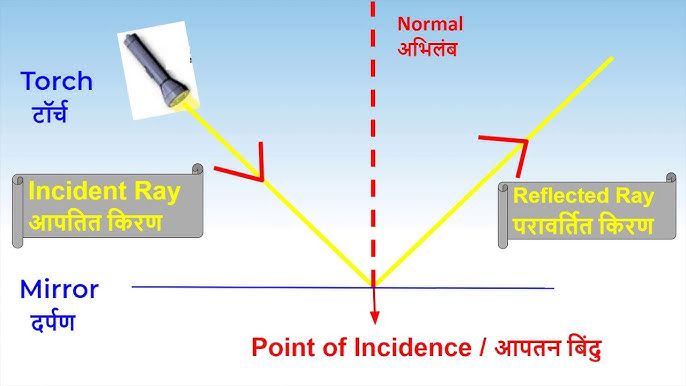 Normal
अभिलंब
Torch
टॉर्च
Incident Ray
आपतित किरण
Reflected Ray
परावर्तित किरण
Mirror
दर्पण
Point of Incidence / आपतन बिंदु